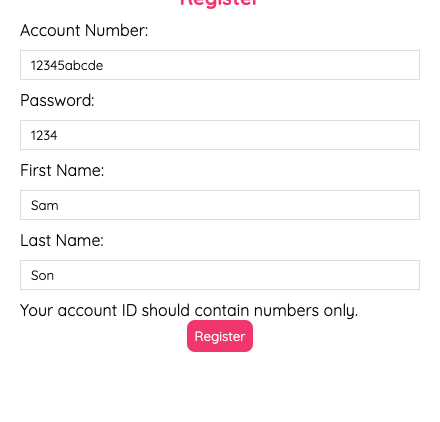 Register
Account Number:
12345abcde
Password:
1234
First Name:
Sam
Last Name:
Son
Your account ID should contain numbers only.
Register